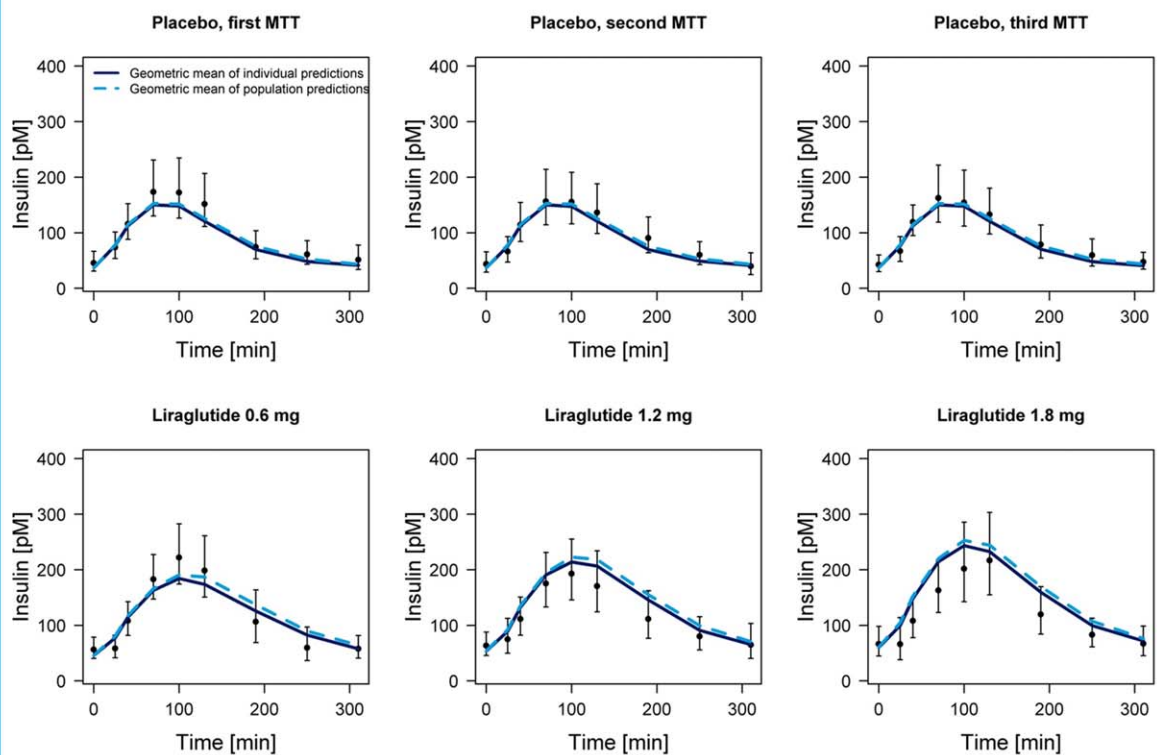 Placebo, first MTT
Placebo, second MTT
Placebo, third MTT
400
300
200
100
0
Insulin [pM]
Geometric mean of individual predictions
Geometric mean of population predictions
0 100 200 300
Time [min]
400
300
200
100
0
Insulin [pM]
0 100 200 300
Time [min]
400
300
200
100
0
Insulin [pM]
0 100 200 300
Time [min]
Liraglutide 0.6 mg
Liraglutide 1.2 mg
Liraglutide 1.8 mg
400
300
200
100
0
Insulin [pM]
0 100 200 300
Time [min]
400
300
200
100
0
Insulin [pM]
0 100 200 300
Time [min]
400
300
200
100
0
Insulin [pM]
0 100 200 300
Time [min]